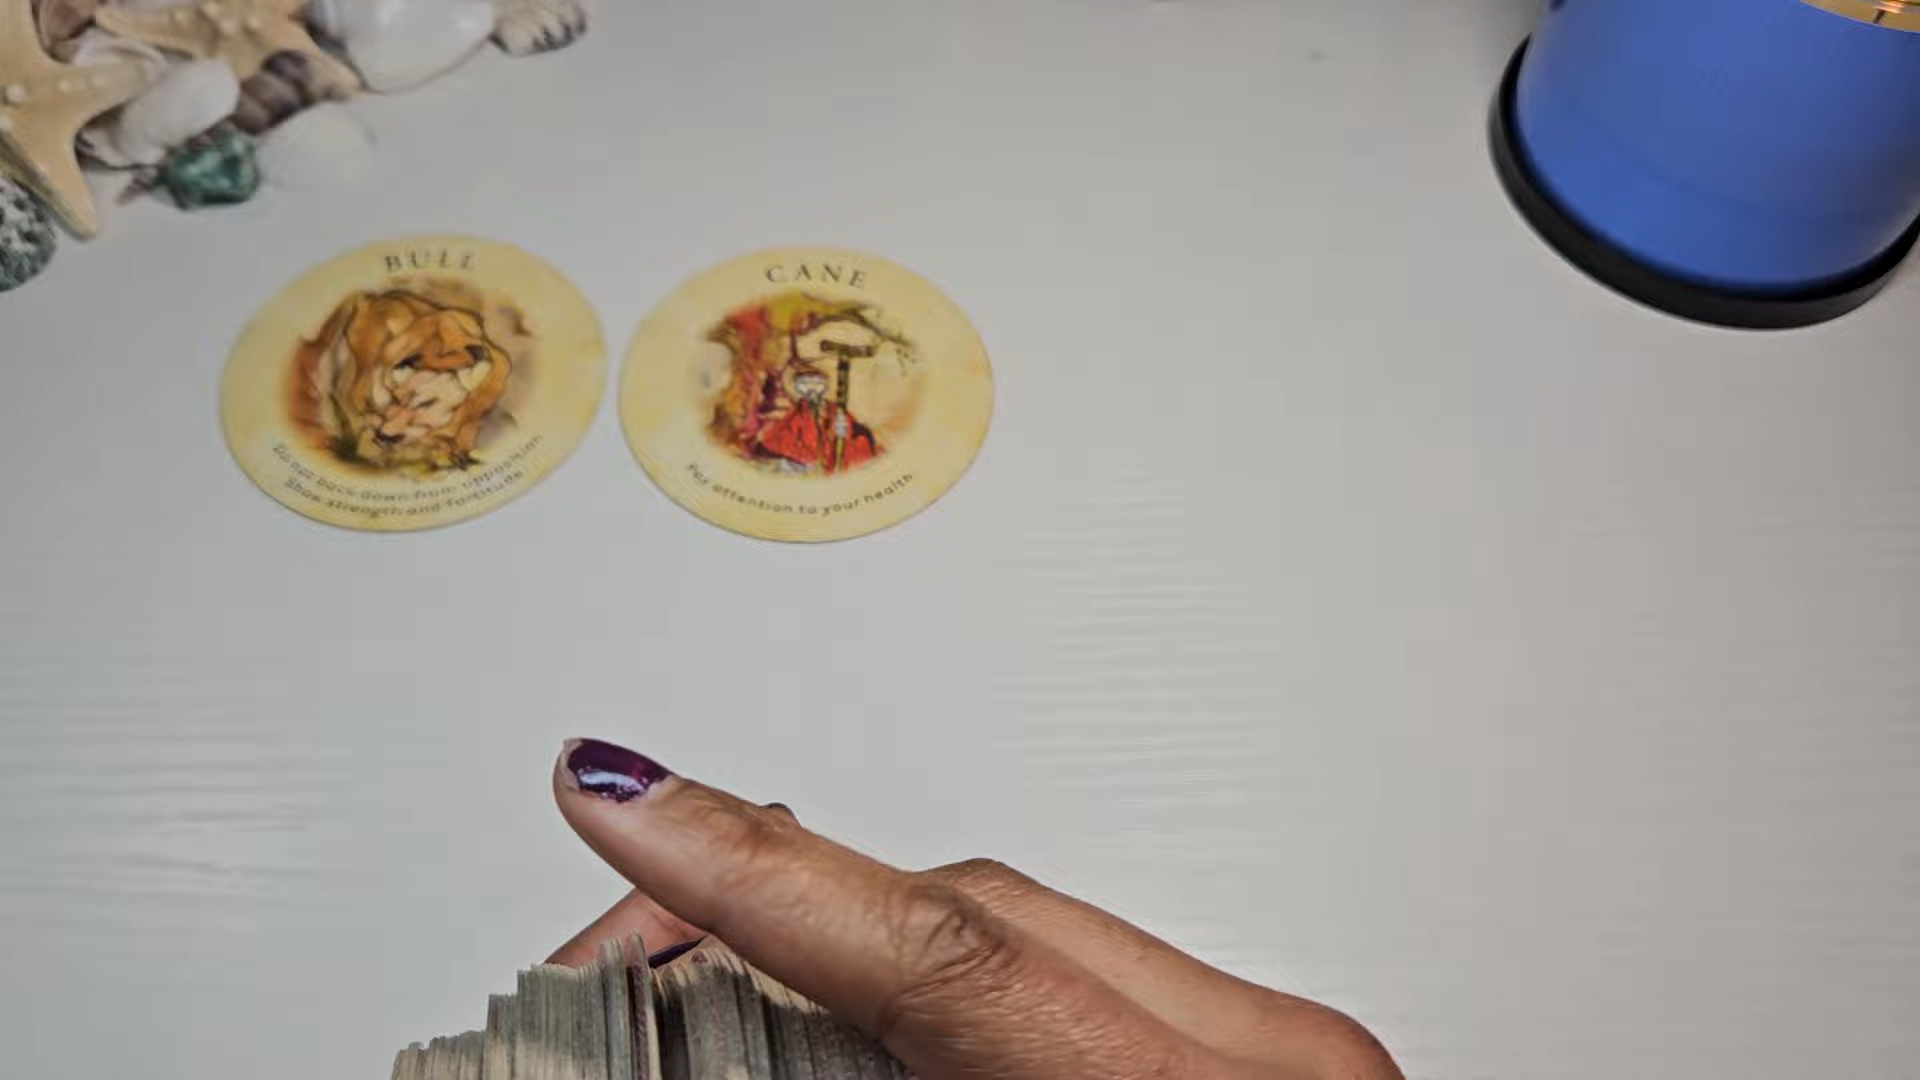 BULL
Do not back down from opposition
Show strength and fortitude
CANE
Pay attention to your health